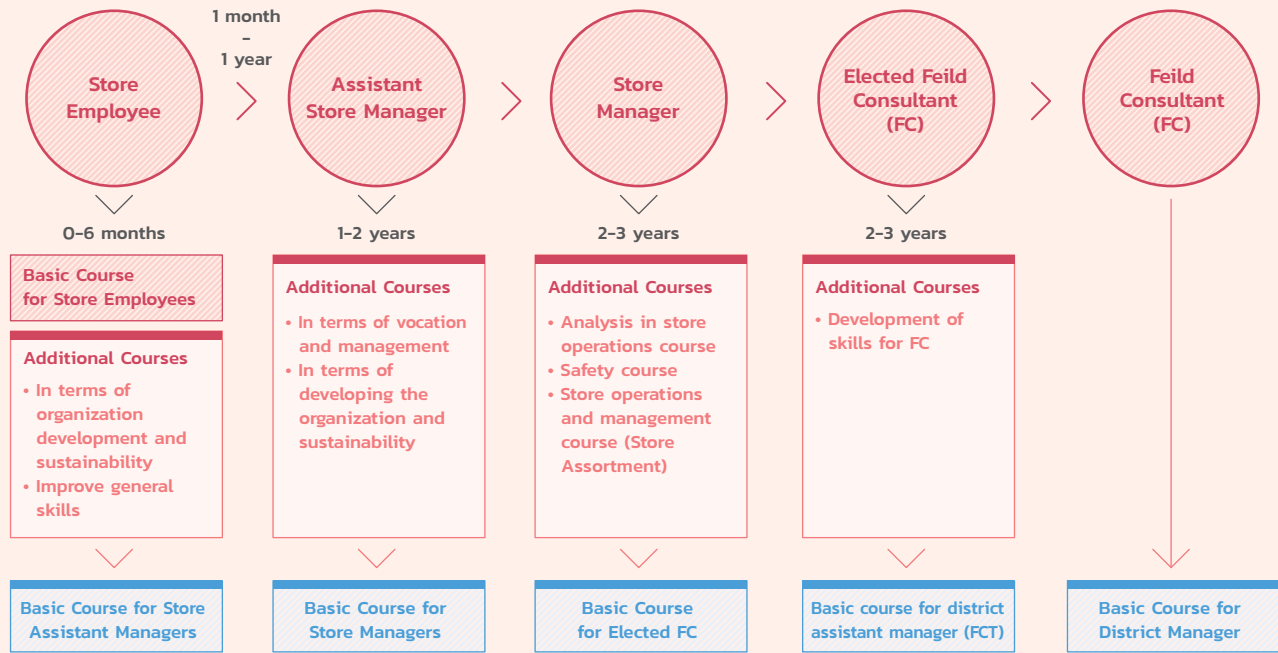 Store
Employee
1 month
–
1 year
Assistant
Store Manager
Store
Manager
Elected Feild
Consultant
(FC)
Feild
Consultant
(FC)
0-6 months
Basic Course
for Store Employees
Additional Courses
• In terms of
organization
development and
sustainability
• Improve general
skills
Basic Course for Store
Assistant Managers
1-2 years
Additional Courses
• In terms of vocation
and management
• In terms of
developing the
organization and
sustainability
Basic Course for
Store Managers
2-3 years
Additional Courses
• Analysis in store
operations course
• Safety course
• Store operations
and management
course (Store
Assortment)
Basic Course
for Elected FC
2-3 years
Additional Courses
• Development of
skills for FC
Basic course for district
assistant manager (FCT)
Basic Course for
District Manager